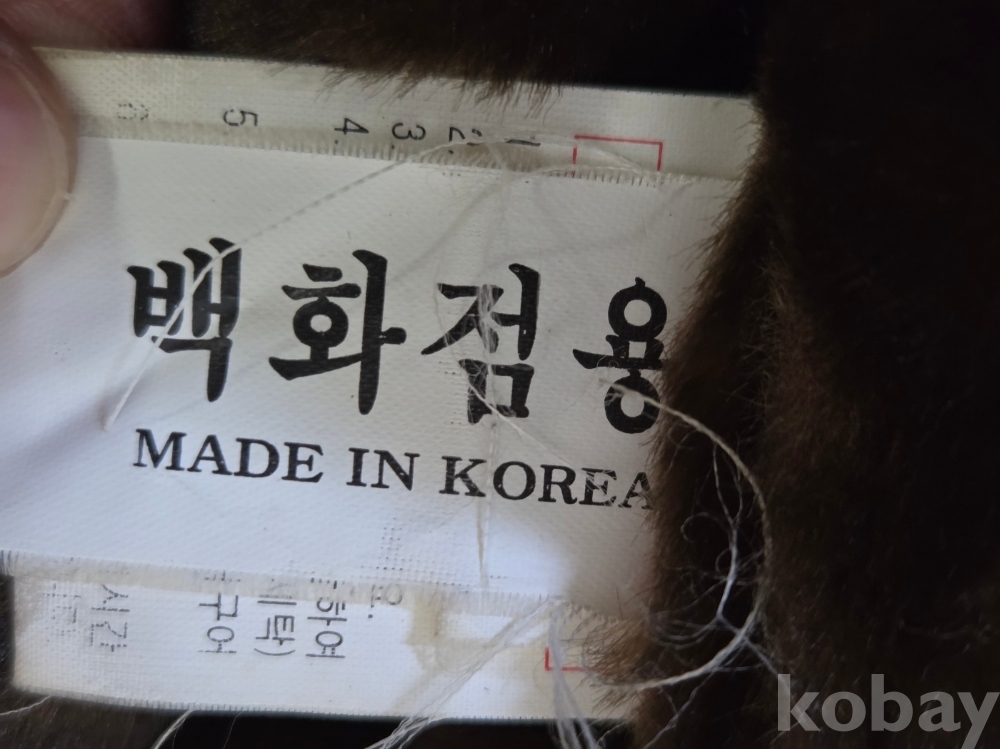 1. 2. 3. 4. 5
백화점용
MADE IN KOREA
하여
세탁)
구어
시간
kobay